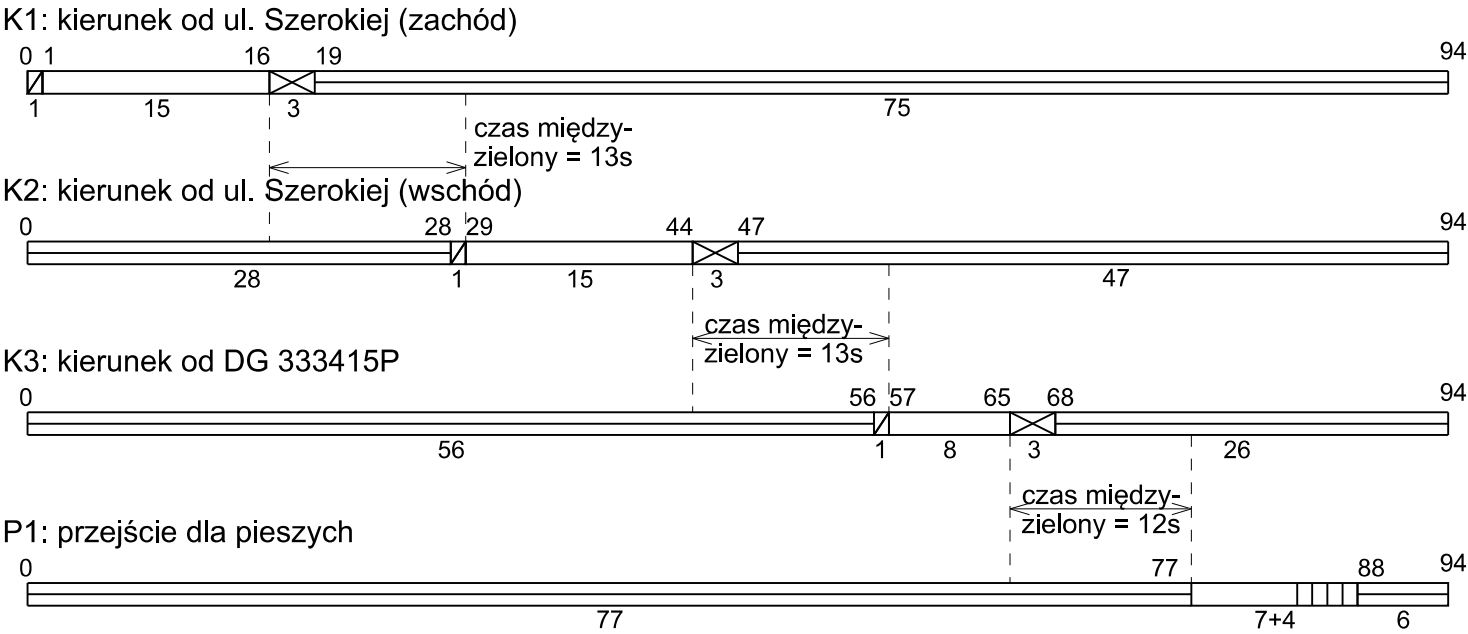 K1: kierunek od ul. Szerokiej (zachód)
0 1 16 19 94
1 15 3 75
czas między-
zielony = 13s
K2: kierunek od ul. Szerokiej (wschód)
0 28 29 44 47 94
28 1 15 3 47
czas między-
zielony = 13s
K3: kierunek od DG 333415P
0 56 57 65 68 94
56 1 8 3 26
czas między-
zielony = 12s
P1: przejście dla pieszych
0 77 88 94
77 7+4 6